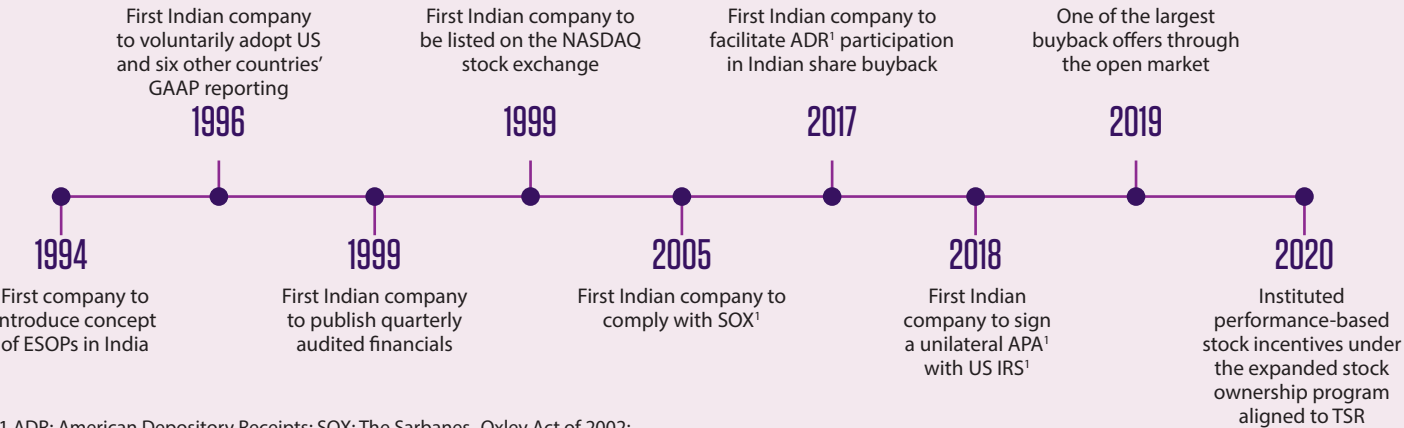 First Indian company
to voluntarily adopt US
and six other countries’
GAAP reporting
1996
First Indian company to
be listed on the NASDAQ
stock exchange
1999
First Indian company to
facilitate ADR¹ participation
in Indian share buyback
2017
One of the largest
buyback offers through
the open market
2019
1994
First company to
introduce concept
of ESOPs in India
1999
First Indian company
to publish quarterly
audited financials
2005
First Indian company to
comply with SOX¹
2018
First Indian
company to sign
a unilateral APA¹
with US IRS¹
2020
Instituted
performance-based
stock incentives under
the expanded stock
ownership program
aligned to TSR
1 ADR: American Depository Receipts; SOX: The Sarbanes-Oxley Act of 2002;